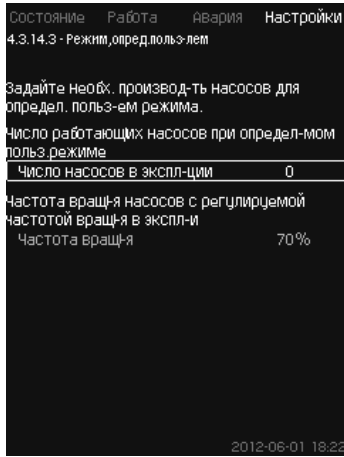 Состояние Работа Авария Настройки
4.3.14.3 - Режим,опред.польз-лем
Задайте необх. производ-ть насосов для
определ. польз-ем режима.
Число работающих насосов при определ-мом
польз.режиме
Число насосов в экспл-ции 0
Частота вращ-я насосов с регулируемой
частотой вращ-я в экспл-и
Частота вращ-я 70%
2012-06-01 18:22